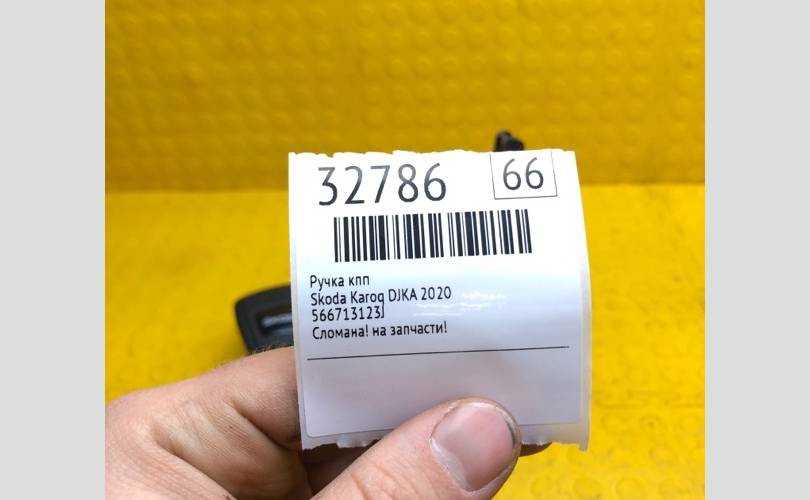 32786 66
Ручка кпп
Skoda Karoq DJKA 2020
566713123J
Сломана! на запчасти!